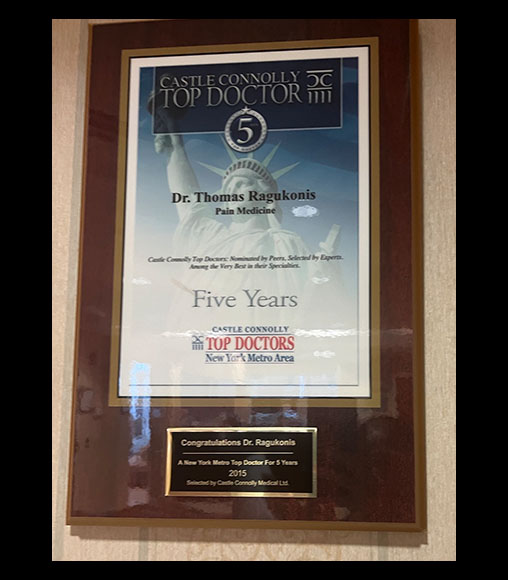 CASTLE CONNOLLY
TOP DOCTOR
5
Dr. Thomas Ragukonis
Pain Medicine
Castle Connolly Top Doctors: Nominated by Peers, Selected by Experts.
Among the Very Best in their Specialties.
Five Years
CASTLE CONNOLLY
TOP DOCTORS
New York Metro Area
Congratulations Dr. Ragukonis
A New York Metro Top Doctor For 5 Years
2015
Selected by Castle Connolly Medical Ltd.